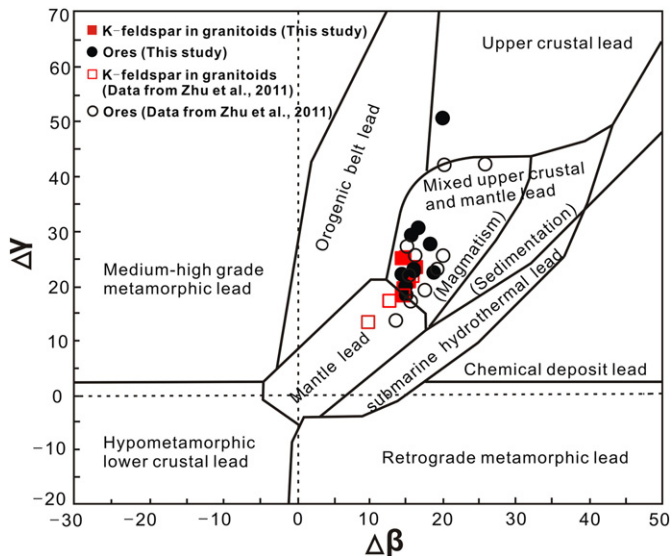 70
60
50
40
30
20
10
0
−10
−20
Δγ
K−feldspar in granitoids (This study)
Ores (This study)
K−feldspar in granitoids
(Data from Zhu et al., 2011)
Ores (Data from Zhu et al., 2011)
Upper crustal lead
Orogenic belt lead
Mixed upper crustal
and mantle lead
(Magmatism)
(Sedimentation)
Medium-high grade
metamorphic lead
Mantle lead
submarine hydrothermal lead
Chemical deposit lead
Hypometamorphic
lower crustal lead
Retrograde metamorphic lead
−30
−20
−10
0
10
20
30
40
50
Δβ